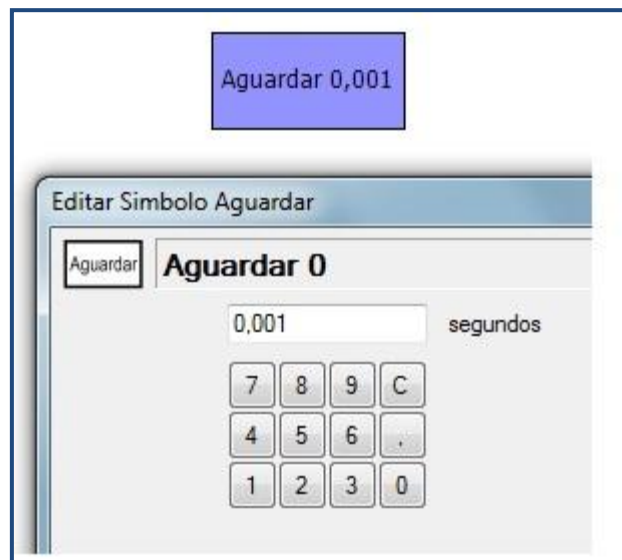 Aguardar 0,001
Editar Simbolo Aguardar
Aguardar Aguardar 0
0,001 segundos
7 8 9 C
4 5 6 ,
1 2 3 0